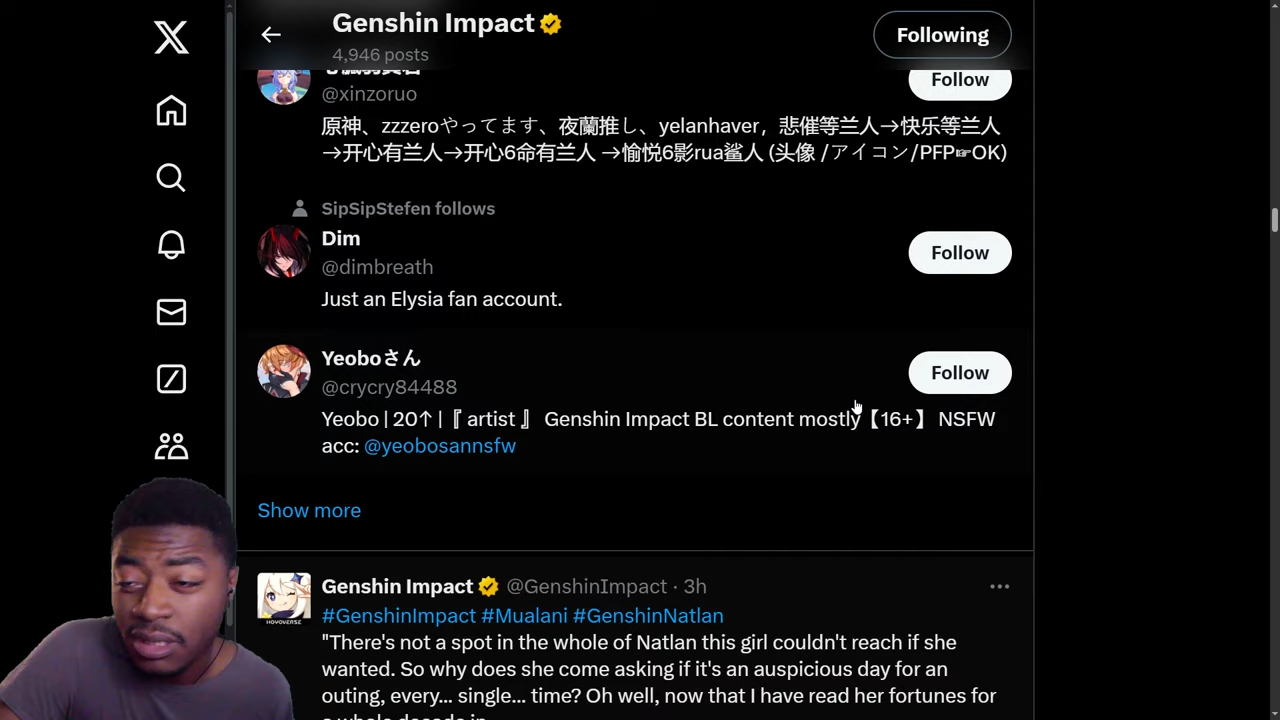 Genshin Impact
4,946 posts
Following
@xinzoruo
Follow
原神、zzzeroやってます、夜蘭推し、yelanhaver，悲催等兰人→快乐等兰人
→开心有兰人→开心6命有兰人 →愉悦6影rua鲨人 (头像 /アイコン/PFP☞OK)
SipSipStefen follows
Dim
@dimbreath
Follow
Just an Elysia fan account.
Yeoboさん
@crycry84488
Follow
Yeobo | 20↑ |『 artist 』 Genshin Impact BL content mostly【16+】 NSFW
acc: @yeobosannsfw
Show more
Genshin Impact @GenshinImpact · 3h
#GenshinImpact #Mualani #GenshinNatlan
"There's not a spot in the whole of Natlan this girl couldn't reach if she
wanted. So why does she come asking if it's an auspicious day for an
outing, every... single... time? Oh well, now that I have read her fortunes for
a whole decade in
HOYOVERSE